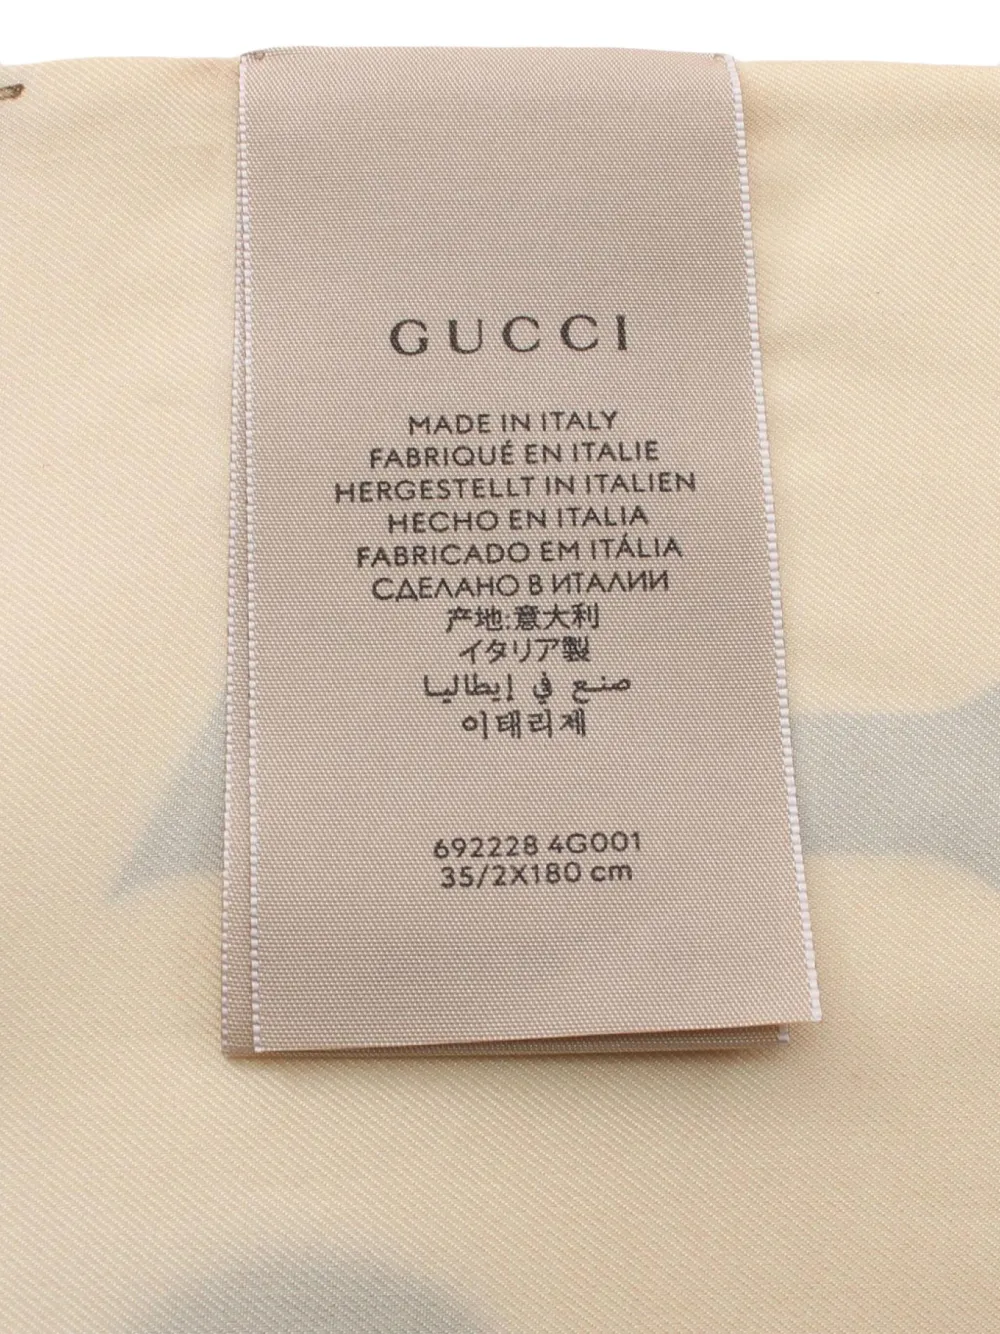 GUCCI
MADE IN ITALY
FABRIQUÉ EN ITALIE
HERGESTELLT IN ITALIEN
HECHO EN ITALIA
FABRICADO EM ITÁLIA
СДЕЛАНО В ИТАЛИИ
产地:意大利
イタリア製
صنع في إيطاليا
이태리제
692228 4G001
35/2X180 cm